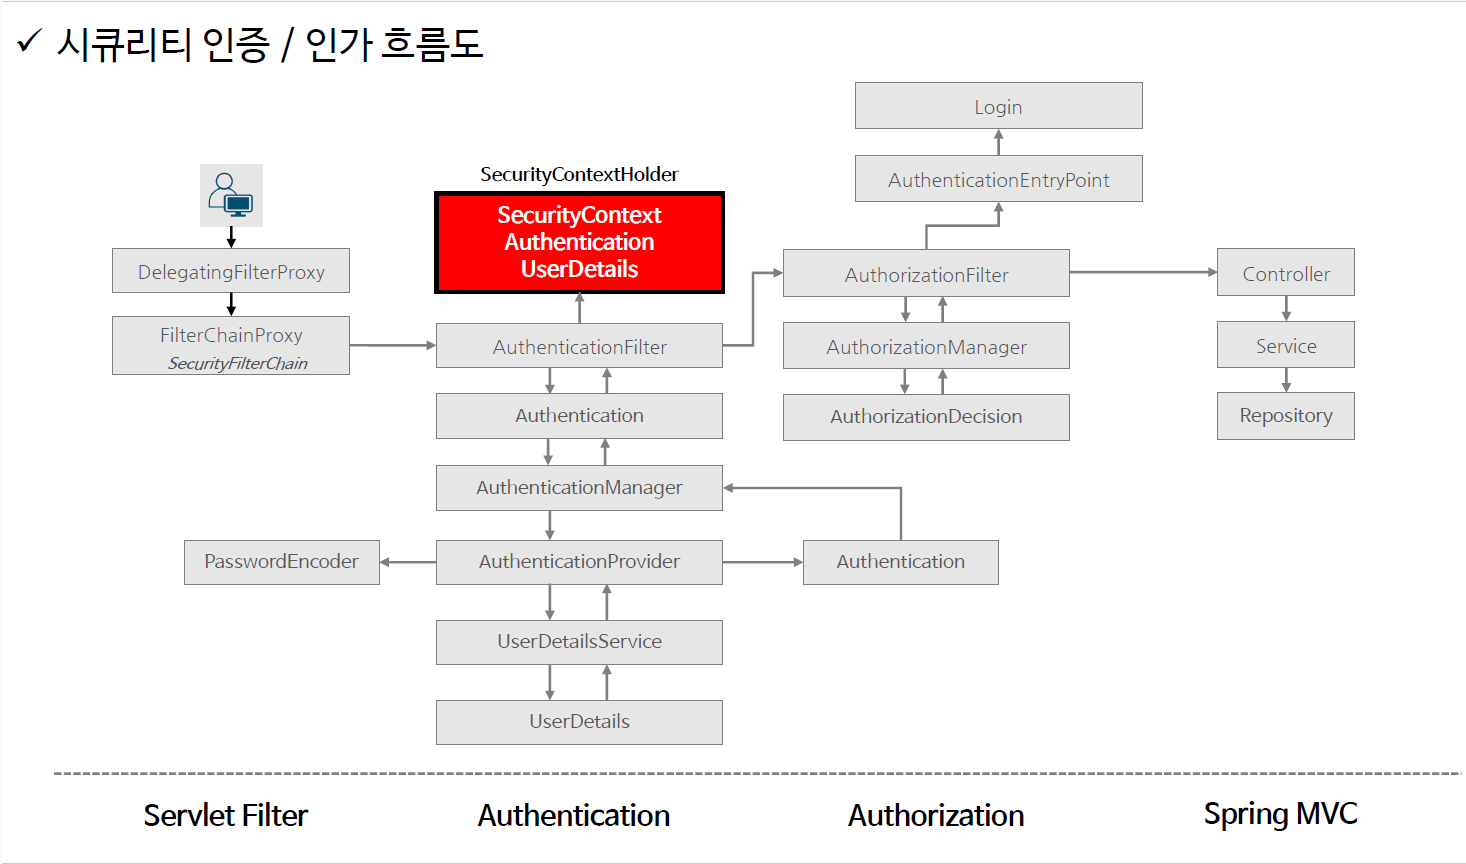 ✓ 시큐리티 인증 / 인가 흐름도
DelegatingFilterProxy
FilterChainProxy
SecurityFilterChain
SecurityContextHolder
SecurityContext
Authentication
UserDetails
AuthenticationFilter
Authentication
AuthenticationManager
AuthenticationProvider
PasswordEncoder
Authentication
UserDetailsService
UserDetails
Login
AuthenticationEntryPoint
AuthorizationFilter
AuthorizationManager
AuthorizationDecision
Controller
Service
Repository
Servlet Filter
Authentication
Authorization
Spring MVC